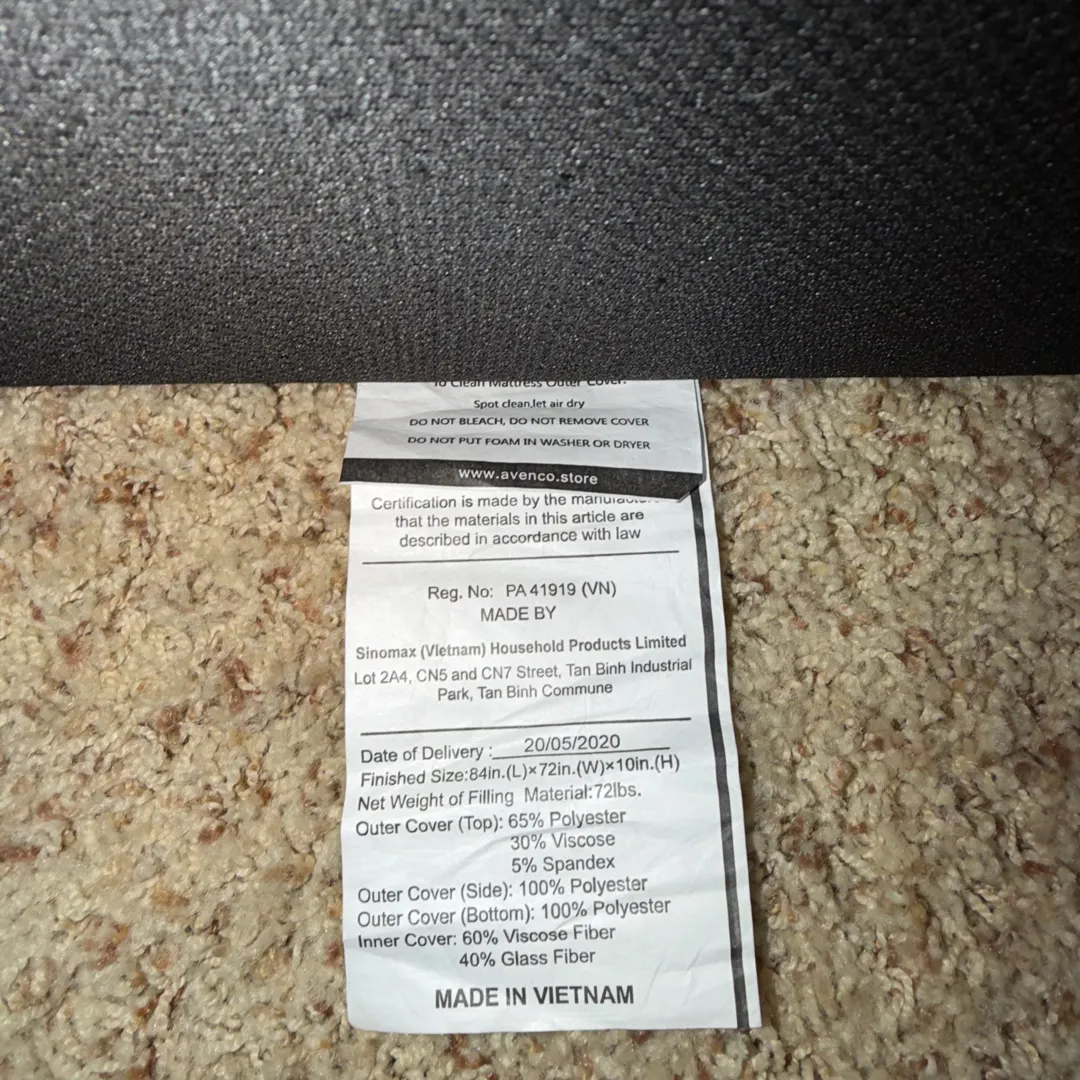 To Clean Mattress Outer Cover:
Spot clean,let air dry
DO NOT BLEACH, DO NOT REMOVE COVER
DO NOT PUT FOAM IN WASHER OR DRYER
www.avenco.store
Certification is made by the
that the materials in this article are
described in accordance with law
Reg. No: PA 41919 (VN)
MADE BY
Sinomax (VIetnam) Household Products Limited
Lot 2A4, CN5 and CN7 Street, Tan Binh Industrial
Park, Tan Binh Commune
Date of Delivery : 20/05/2020
Finished Size:84in.(L)×72in.(W)×10in.(H)
Net Weight of Filling Material:72lbs.
Outer Cover (Top): 65% Polyester
30% Viscose
5% Spandex
Outer Cover (Side): 100% Polyester
Outer Cover (Bottom): 100% Polyester
Inner Cover: 60% Viscose Fiber
40% Glass Fiber
MADE IN VIETNAM